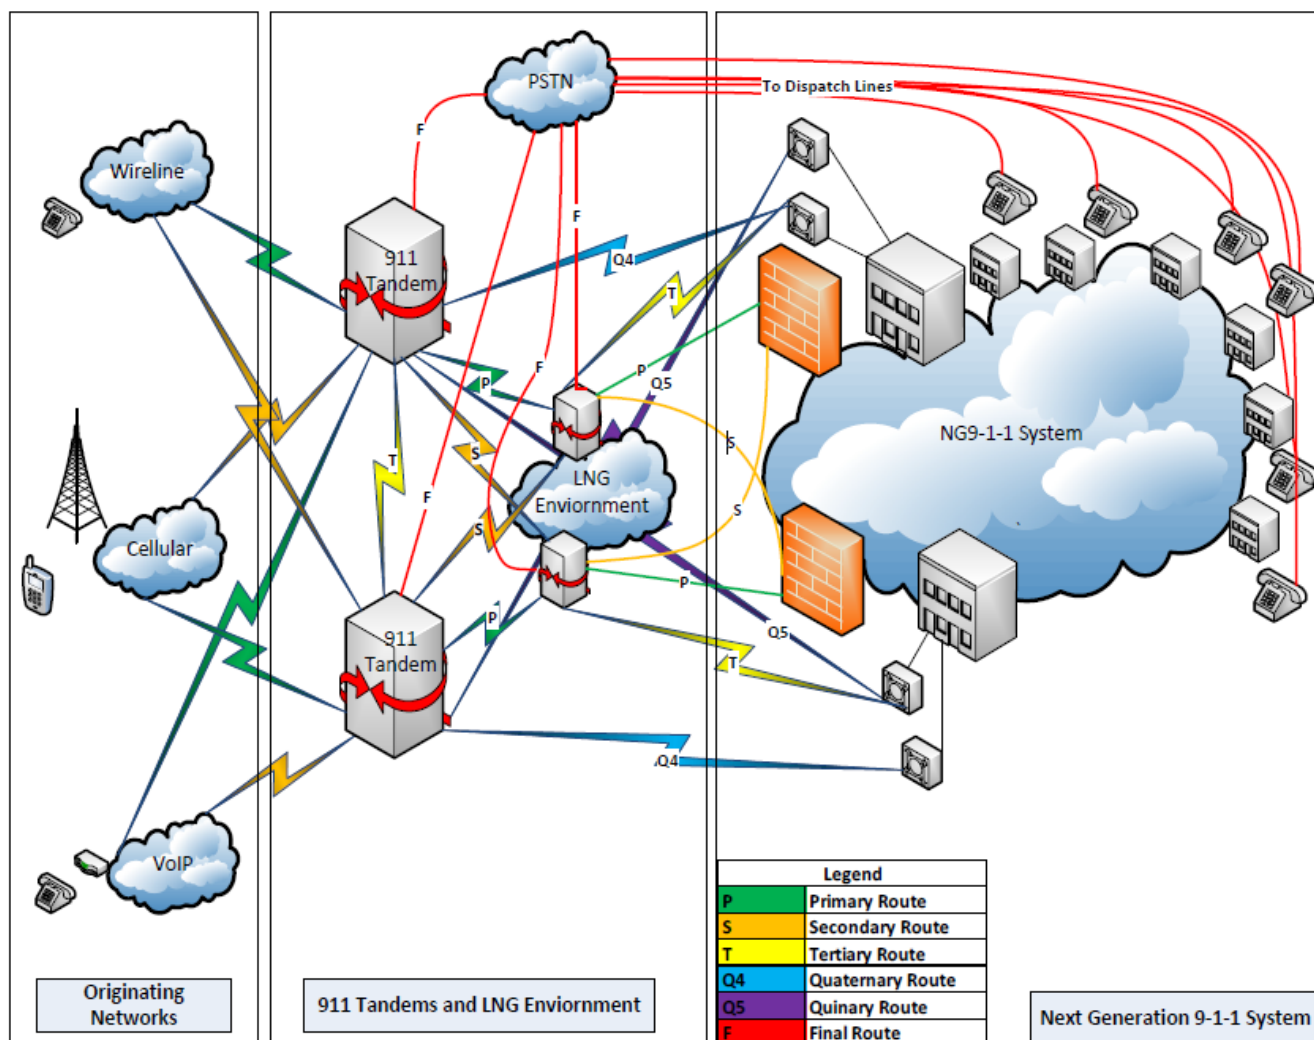 PSTN
To Dispatch Lines
F
Wireline
911
Tandem
F
Q4
T
P
Q5
P
F
S
NG9-1-1 System
T
S
LNG
Enviornment
F
S
S
Cellular
P
P
Q5
911
Tandem
T
Q4
VoIP
Legend
P Primary Route
S Secondary Route
T Tertiary Route
Q4 Quaternary Route
Q5 Quinary Route
F Final Route
Originating
Networks
911 Tandems and LNG Enviornment
Next Generation 9-1-1 System